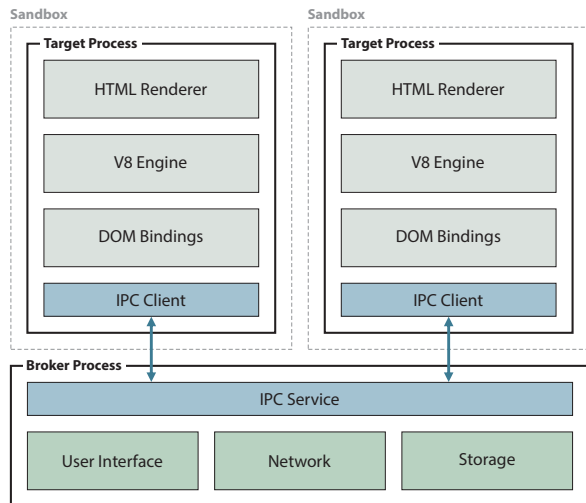 Sandbox
Target Process
HTML Renderer
V8 Engine
DOM Bindings
IPC Client
Sandbox
Target Process
HTML Renderer
V8 Engine
DOM Bindings
IPC Client
Broker Process
IPC Service
User Interface
Network
Storage